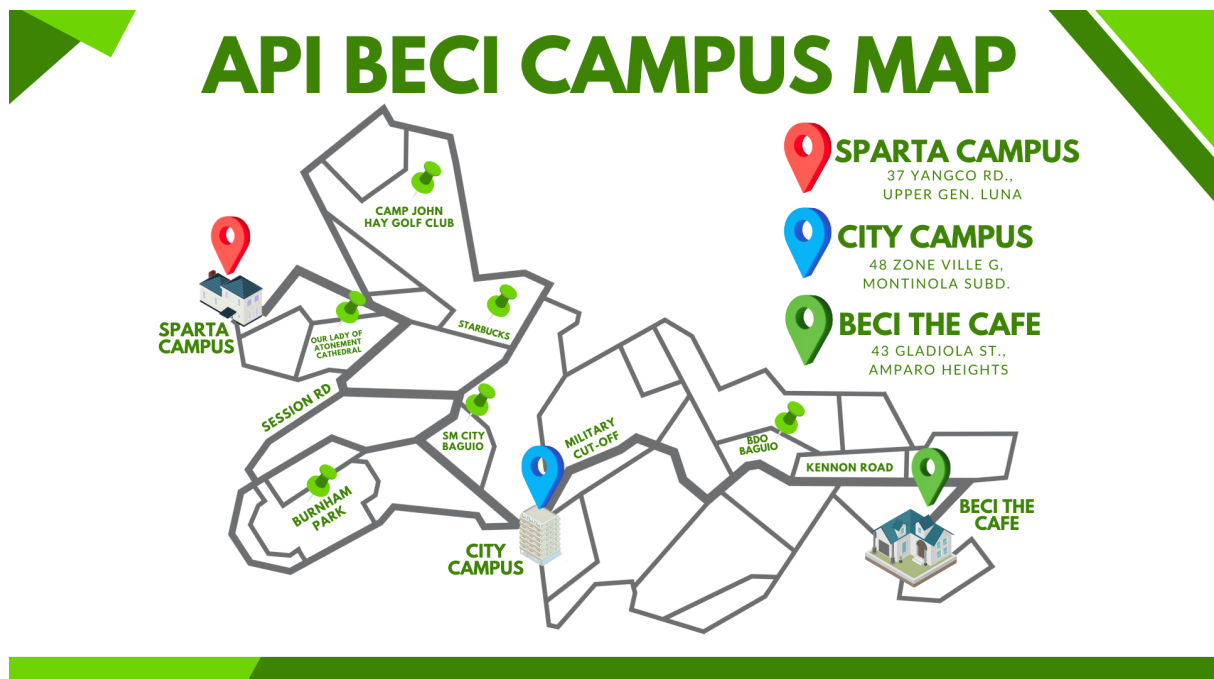 API BECI CAMPUS MAP
SPARTA CAMPUS
37 YANGCO RD.,
UPPER GEN. LUNA
CITY CAMPUS
48 ZONE VILLE G,
MONTINOLA SUBD.
BECI THE CAFE
43 GLADIOLA ST.,
AMPARO HEIGHTS
CAMP JOHN
HAY GOLF CLUB
SPARTA
CAMPUS
OUR LADY OF
ATONEMENT
CATHEDRAL
STARBUCKS
SESSION RD
SM CITY
BAGUIO
MILITARY
CUT-OFF
BDO
BAGUIO
KENNON ROAD
BURNHAM
PARK
CITY
CAMPUS
BECI THE
CAFE